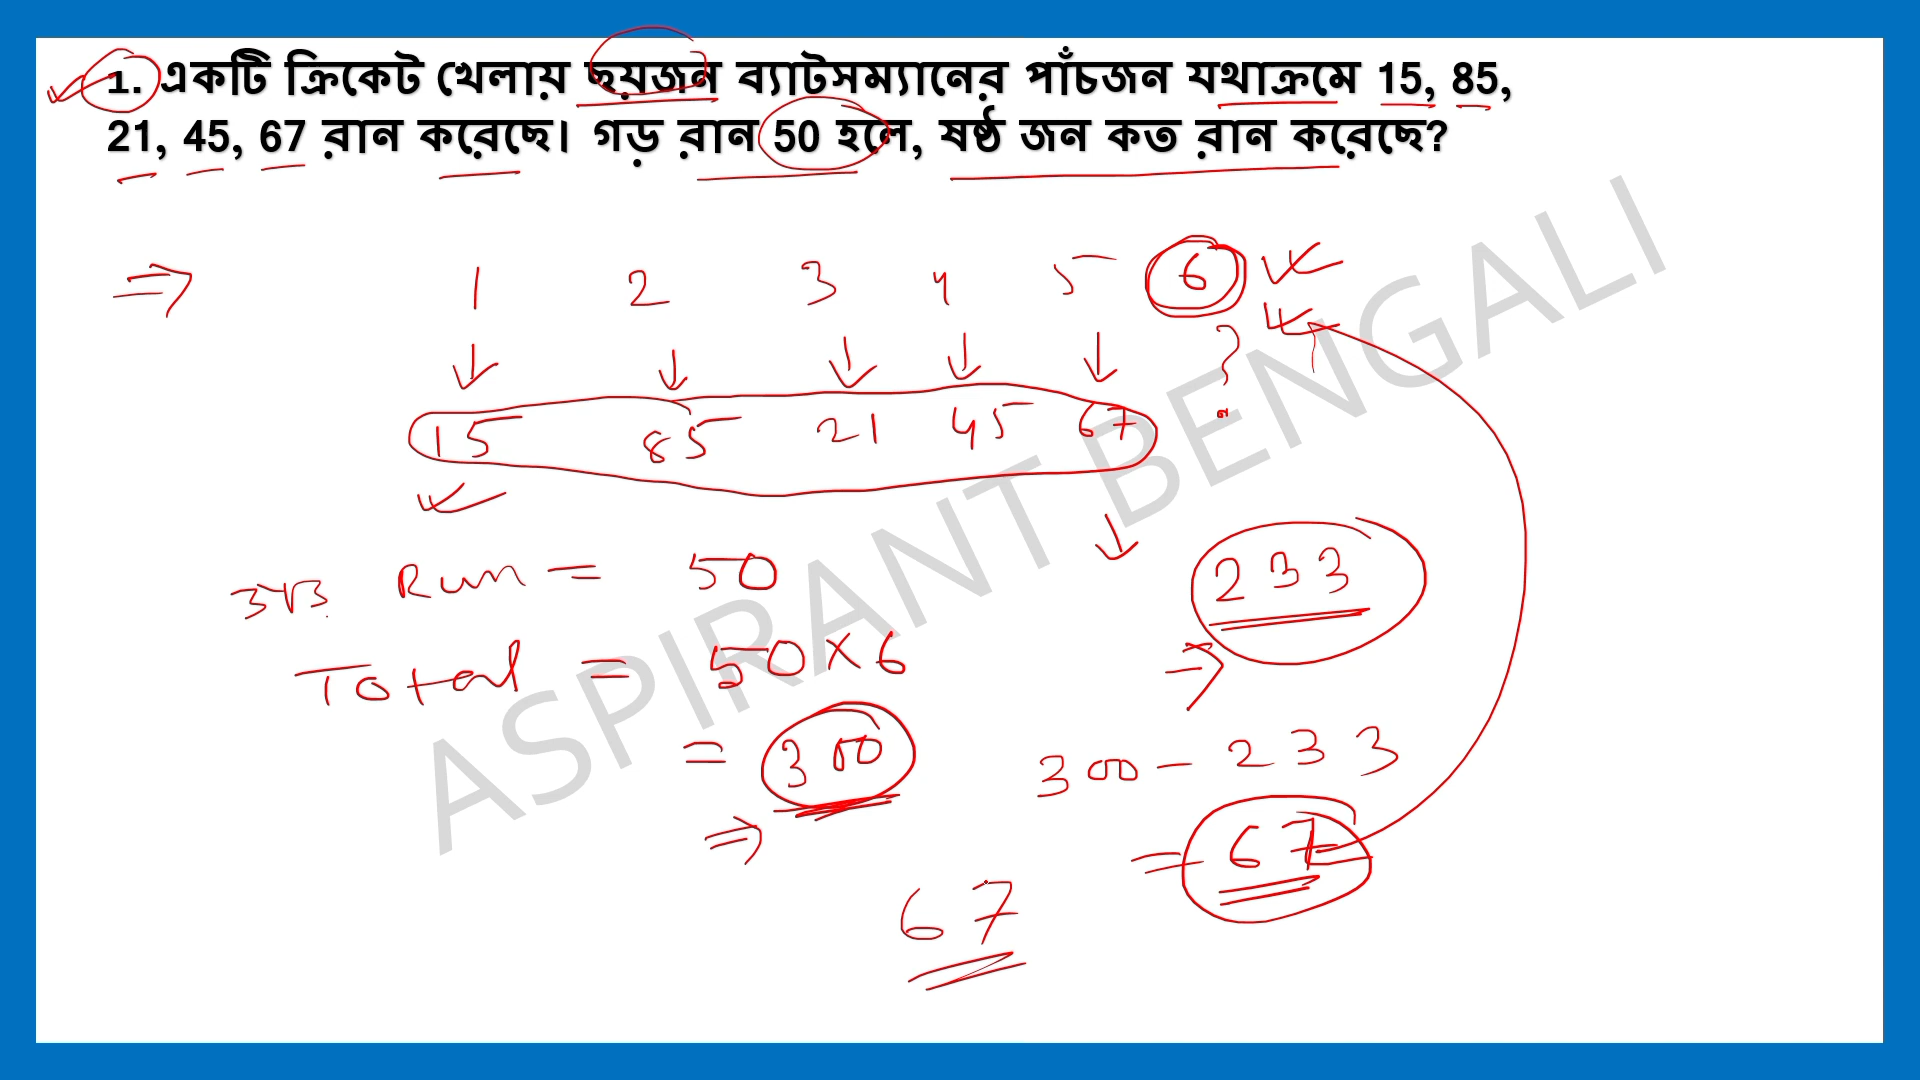 1. একটি ক্রিকেট খেলায় ছয়জন ব্যাটসম্যানের পাঁচজন যথাক্রমে 15, 85,
21, 45, 67 রান করেছে। গড় রান 50 হলে, ষষ্ঠ জন কত রান করেছে?
⇒ 1 2 3 4 5 6
↓ ↓ ↓ ↓ ↓ ?
15 85 21 45 67
Run = 50
↓ 233
Total = 50×6
⇒
= 300
300 - 233
⇒
= 67
67
ASPIRANT BENGALI